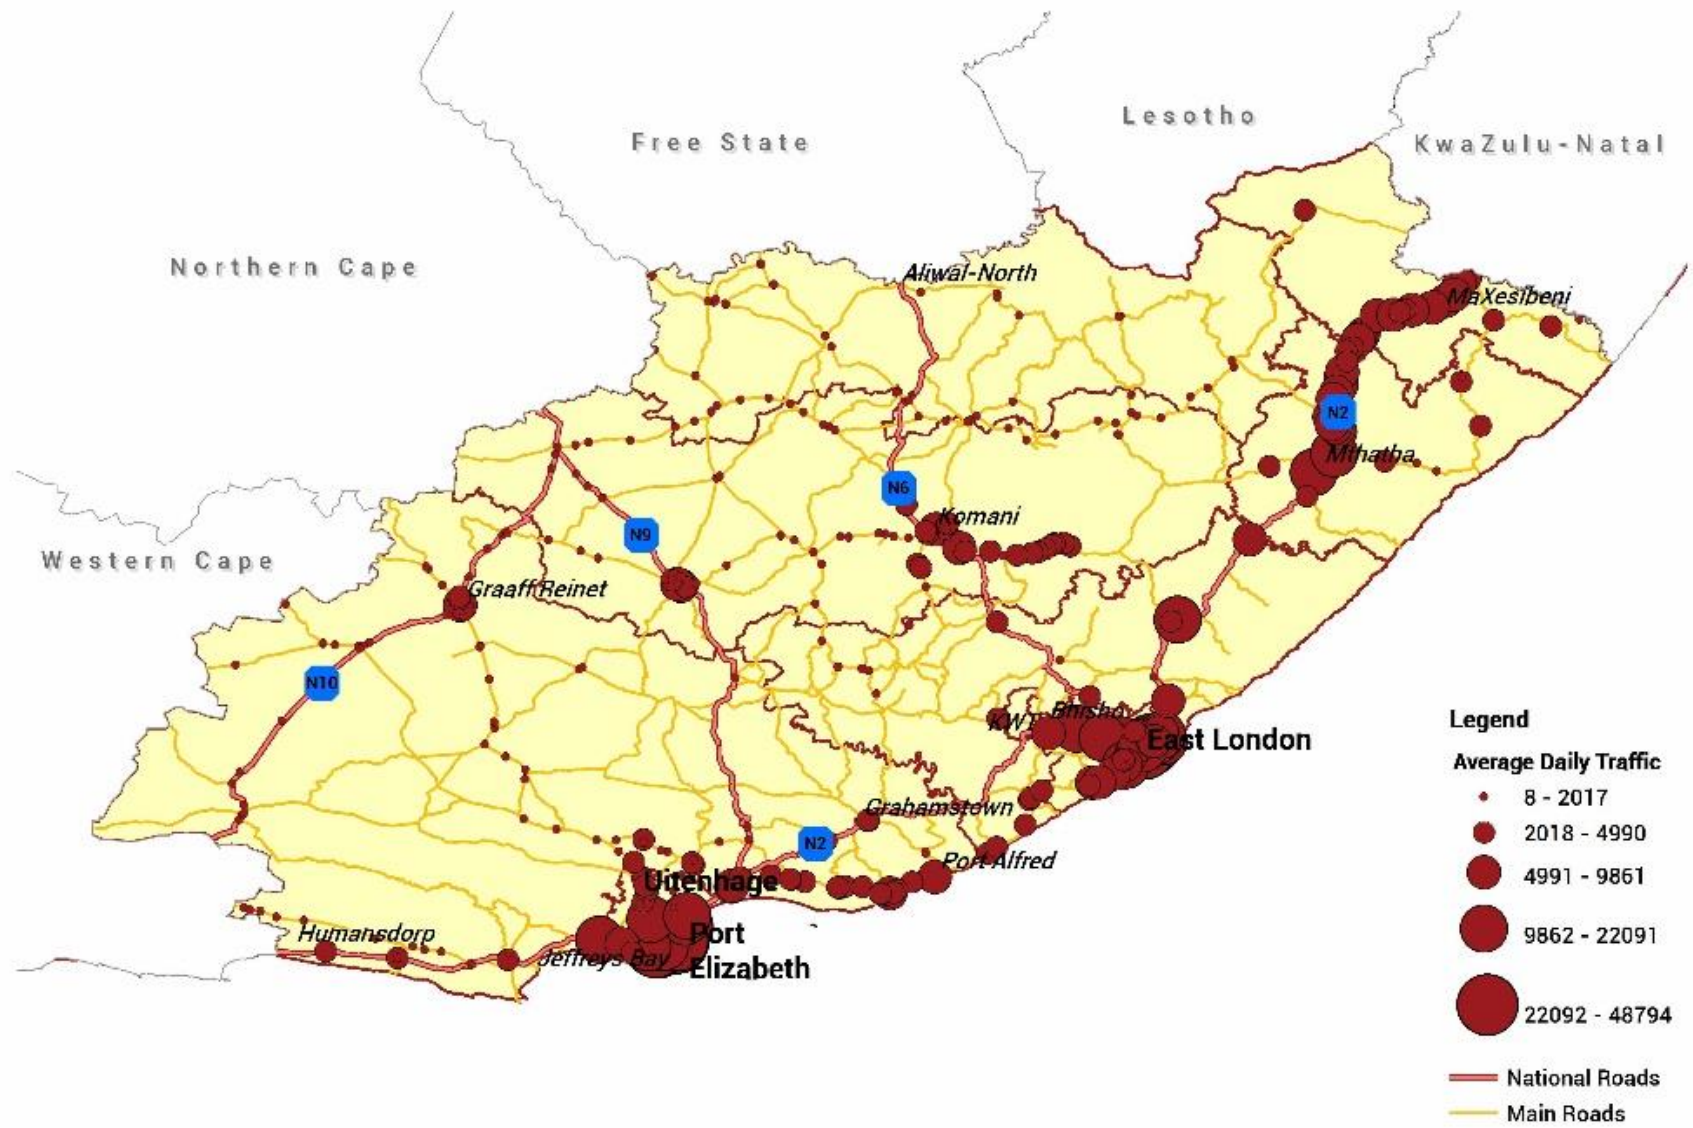 Lesotho
Free State
KwaZulu-Natal
Northern Cape
Aliwal-North
MaXesibeni
N2
Mthatha
N6
Komani
N9
Western Cape
Graaff Reinet
N10
KWT
Bhisho
East London
Grahamstown
N2
Port Alfred
Uitenhage
Humansdorp
Port
Elizabeth
Jeffreys Bay
Legend
Average Daily Traffic
8 - 2017
2018 - 4990
4991 - 9861
9862 - 22091
22092 - 48794
National Roads
Main Roads